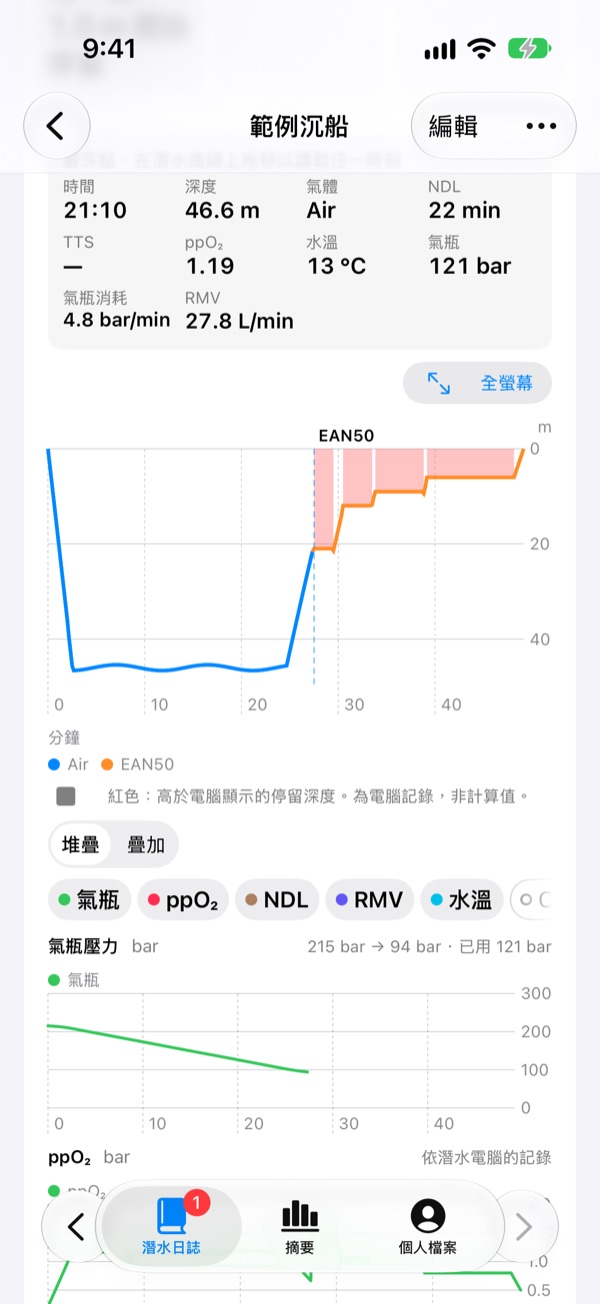 9:41
範例沉船
編輯
時間 深度 氣體 NDL
21:10 46.6 m Air 22 min
TTS ppO₂ 水溫 氣瓶
— 1.19 13 °C 121 bar
氣瓶消耗 RMV
4.8 bar/min 27.8 L/min
全螢幕
EAN50 m
0
20
40
0 10 20 30 40
分鐘
Air EAN50
紅色：高於電腦顯示的停留深度。為電腦記錄，非計算值。
堆疊 疊加
氣瓶 ppO₂ NDL RMV 水溫
氣瓶壓力 bar 215 bar → 94 bar · 已用 121 bar
氣瓶
300
200
100
0
0 10 20 30 40
ppO₂ bar 依潛水電腦的記錄
ppO₂
1
潛水日誌 摘要 個人檔案
1.0
0.5